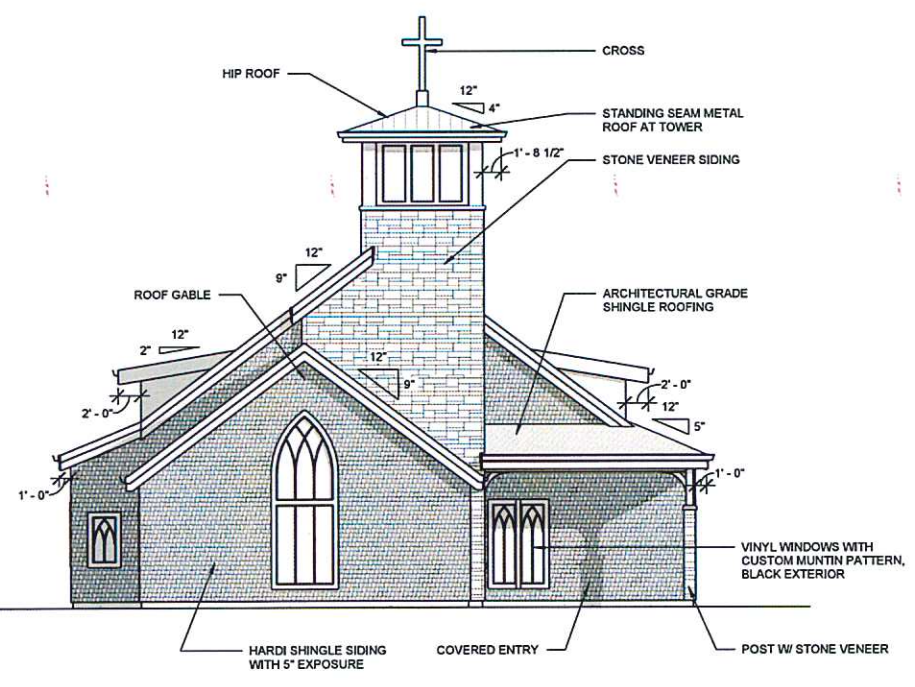 CROSS
HIP ROOF
12"
4"
STANDING SEAM METAL
ROOF AT TOWER
1' - 8 1/2"
STONE VENEER SIDING
12"
9"
ROOF GABLE
ARCHITECTURAL GRADE
SHINGLE ROOFING
12"
2"
12"
9"
2' - 0"
2' - 0"
12"
5"
1' - 0"
1' - 0"
VINYL WINDOWS WITH
CUSTOM MUNTIN PATTERN,
BLACK EXTERIOR
HARDI SHINGLE SIDING
WITH 5" EXPOSURE
COVERED ENTRY
POST W/ STONE VENEER